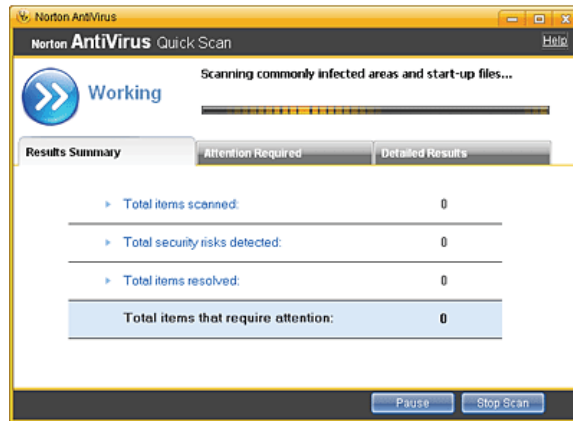 Norton AntiVirus
Norton AntiVirus Quick Scan Help
Working
Scanning commonly infected areas and start-up files...
Results Summary Attention Required Detailed Results
Total items scanned: 0
Total security risks detected: 0
Total items resolved: 0
Total items that require attention: 0
Pause Stop Scan